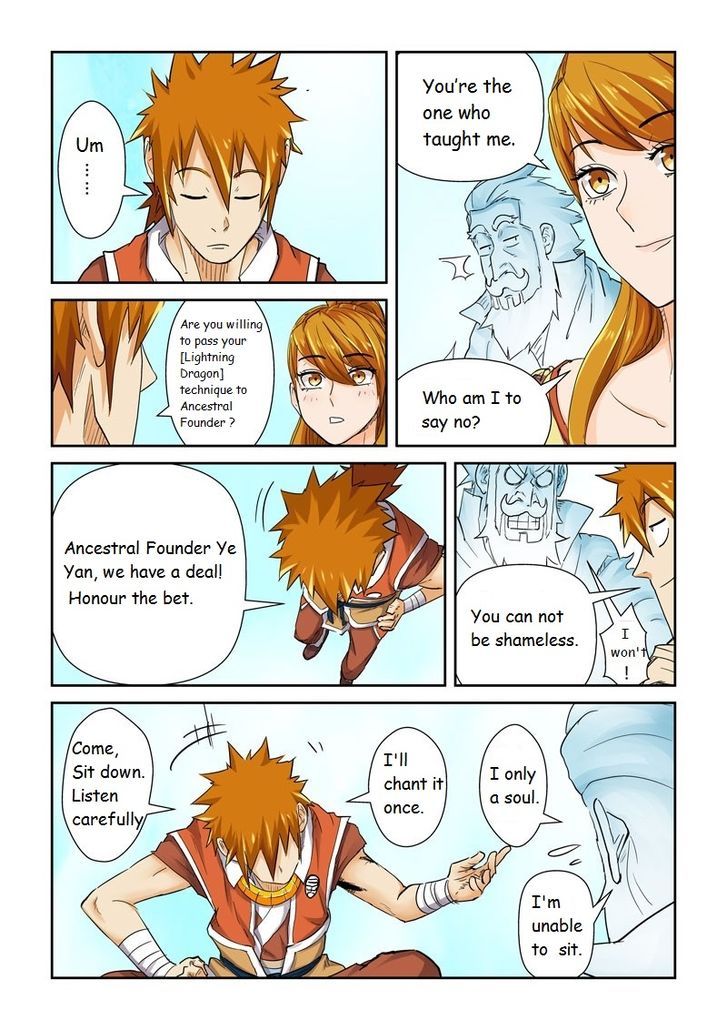 Um
......
You're the
one who
taught me.
Who am I to
say no?
Are you willing
to pass your
[Lightning
Dragon]
technique to
Ancestral
Founder ?
Ancestral Founder Ye
Yan, we have a deal!
Honour the bet.
You can not
be shameless.
I
won't
!
Come,
Sit down.
Listen
carefully
I'll
chant it
once.
I only
a soul.
I'm
unable
to sit.